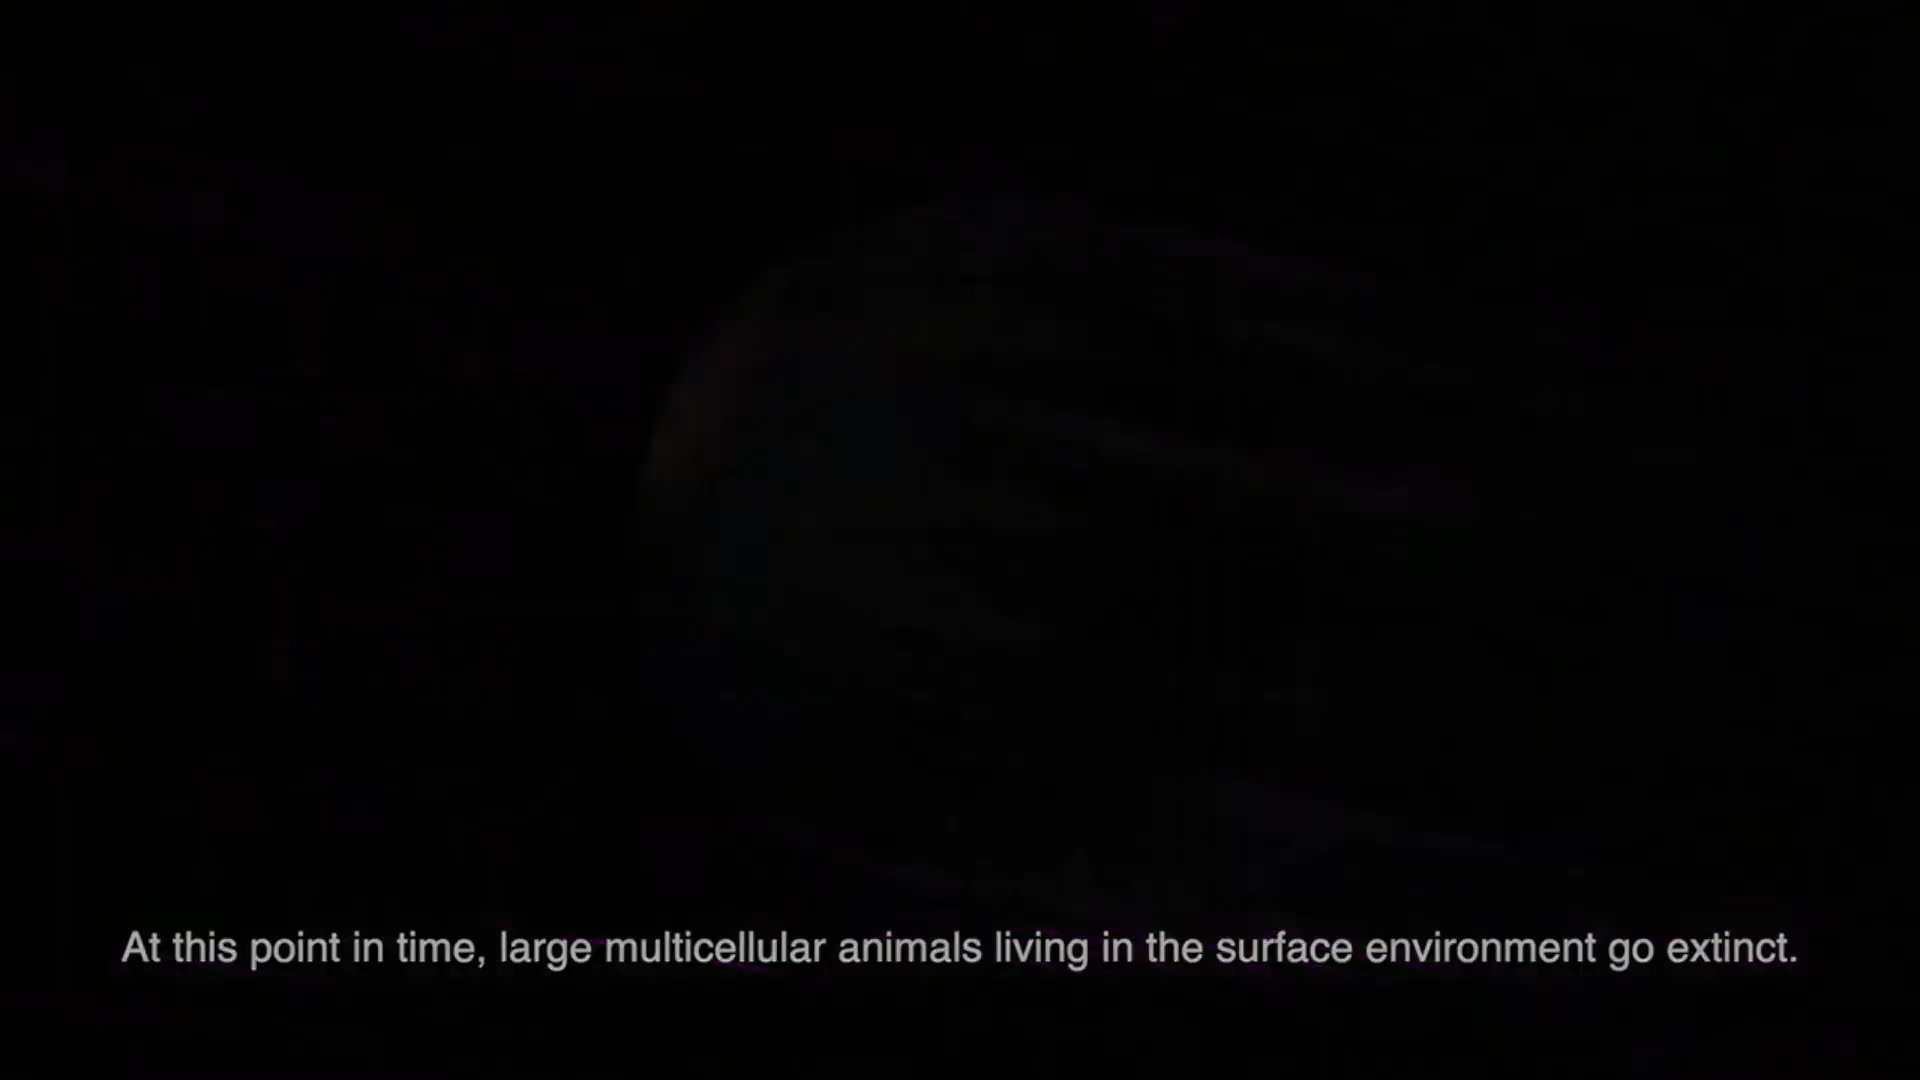 At this point in time, large multicellular animals living in the surface environment go extinct.